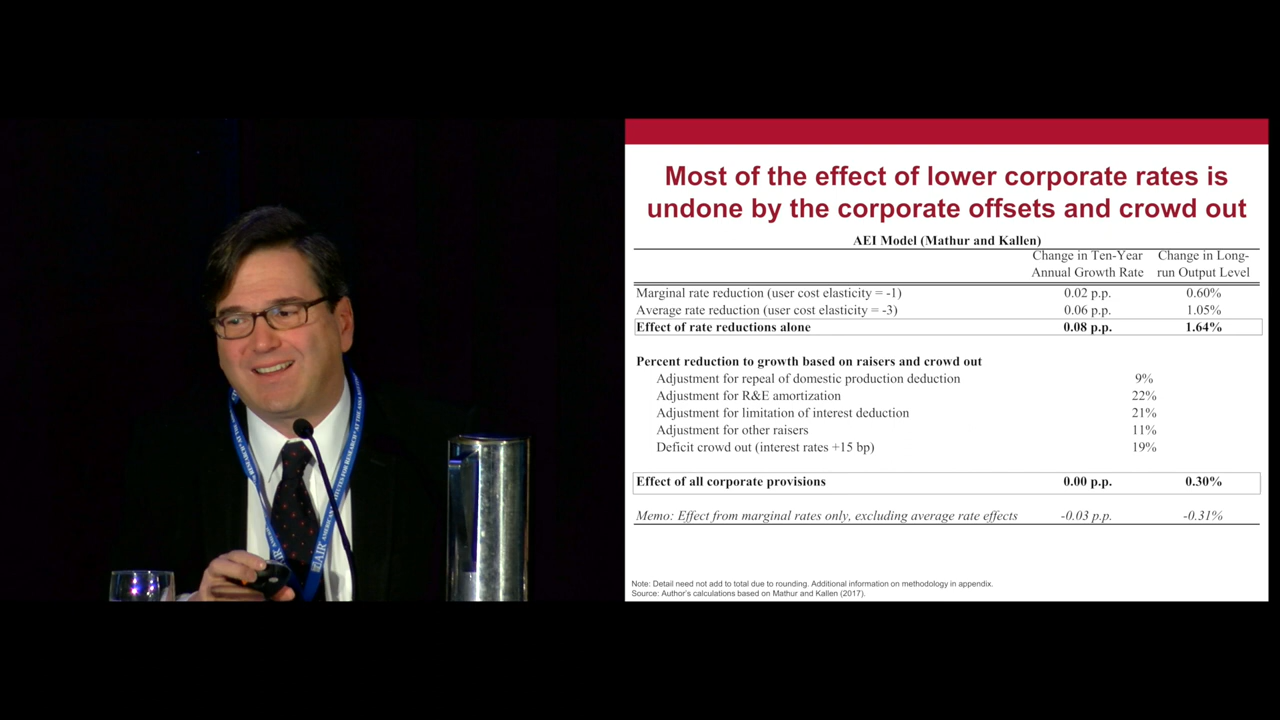 Most of the effect of lower corporate rates is
undone by the corporate offsets and crowd out
AEI Model (Mathur and Kallen)
Change in Ten-Year Change in Long-
Annual Growth Rate run Output Level
Marginal rate reduction (user cost elasticity = -1) 0.02 p.p. 0.60%
Average rate reduction (user cost elasticity = -3) 0.06 p.p. 1.05%
Effect of rate reductions alone 0.08 p.p. 1.64%
Percent reduction to growth based on raisers and crowd out
Adjustment for repeal of domestic production deduction 9%
Adjustment for R&E amortization 22%
Adjustment for limitation of interest deduction 21%
Adjustment for other raisers 11%
Deficit crowd out (interest rates +15 bp) 19%
Effect of all corporate provisions 0.00 p.p. 0.30%
Memo: Effect from marginal rates only, excluding average rate effects -0.03 p.p. -0.31%
Note: Detail need not add to total due to rounding. Additional information on methodology in appendix.
Source: Author's calculations based on Mathur and Kallen (2017).
AIR